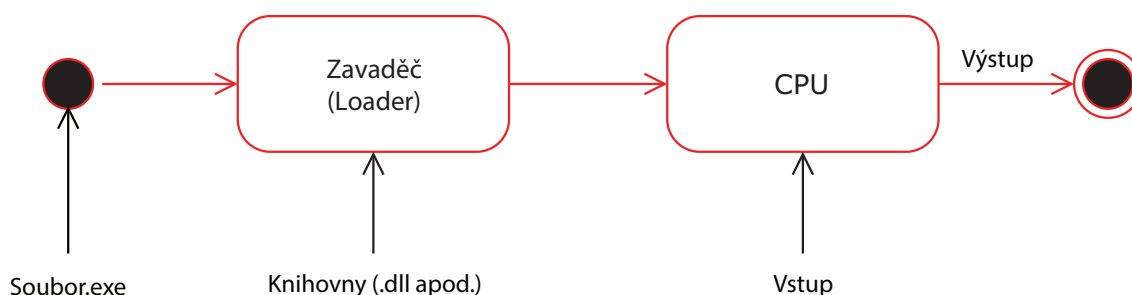 Zavaděč
(Loader)
CPU
Výstup
Soubor.exe
Knihovny (.dll apod.)
Vstup